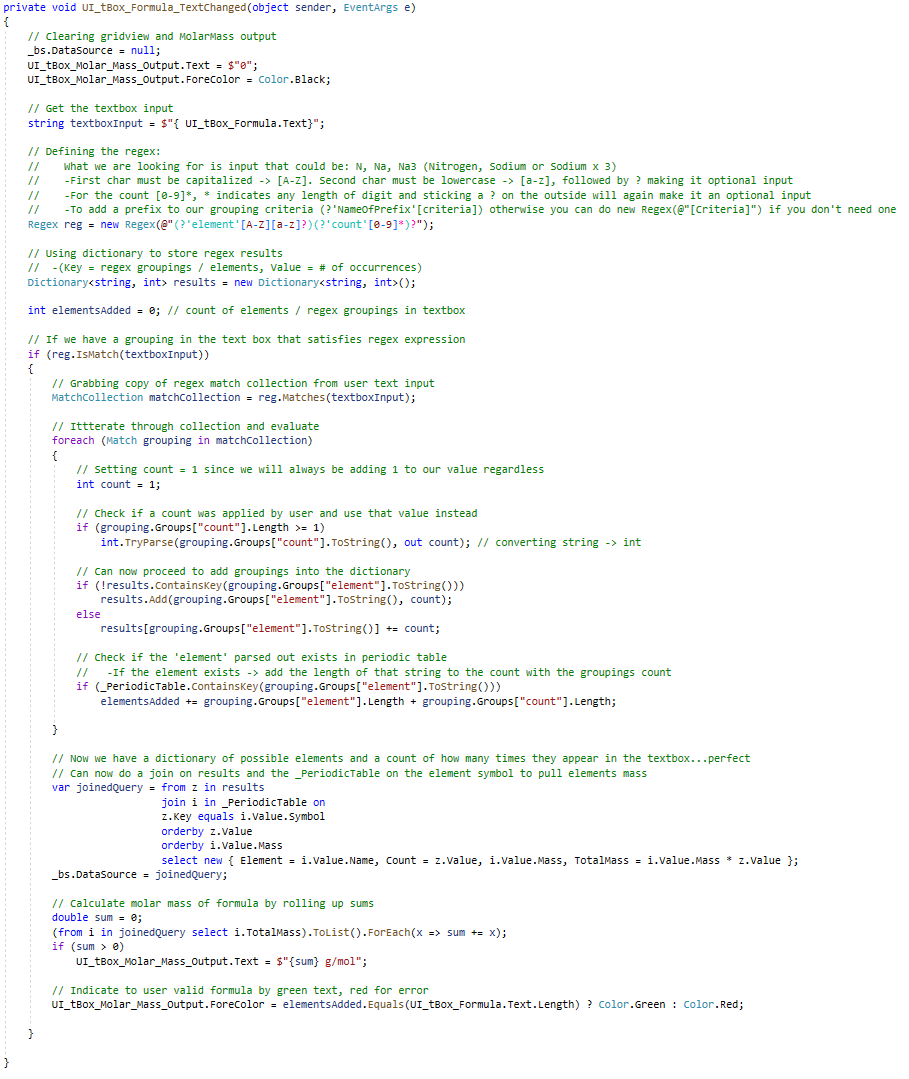 private void UI_tBox_Formula_TextChanged(object sender, EventArgs e)
{
// Clearing gridview and MolarMass output
_bs.DataSource = null;
UI_tBox_Molar_Mass_Output.Text = $"0";
UI_tBox_Molar_Mass_Output.ForeColor = Color.Black;
// Get the textbox input
string textboxInput = $"{ UI_tBox_Formula.Text}";
// Defining the regex:
//    What we are looking for is input that could be: N, Na, Na3 (Nitrogen, Sodium or Sodium x 3)
//    -First char must be capitalized -> [A-Z]. Second char must be lowercase -> [a-z], followed by ? making it optional input
//    -For the count [0-9]*, * indicates any length of digit and sticking a ? on the outside will again make it an optional input
//    -To add a prefix to our grouping criteria (?'NameOfPrefix'[criteria]) otherwise you can do new Regex(@"[Criteria]") if you don't need one
Regex reg = new Regex(@"(?'element'[A-Z][a-z]?)(?'count'[0-9]*)?");
// Using dictionary to store regex results
//  -(Key = regex groupings / elements, Value = # of occurrences)
Dictionary<string, int> results = new Dictionary<string, int>();
int elementsAdded = 0; // count of elements / regex groupings in textbox
// If we have a grouping in the text box that satisfies regex expression
if (reg.IsMatch(textboxInput))
{
// Grabbing copy of regex match collection from user text input
MatchCollection matchCollection = reg.Matches(textboxInput);
// Ittterate through collection and evaluate
foreach (Match grouping in matchCollection)
{
// Setting count = 1 since we will always be adding 1 to our value regardless
int count = 1;
// Check if a count was applied by user and use that value instead
if (grouping.Groups["count"].Length >= 1)
int.TryParse(grouping.Groups["count"].ToString(), out count); // converting string -> int
// Can now proceed to add groupings into the dictionary
if (!results.ContainsKey(grouping.Groups["element"].ToString()))
results.Add(grouping.Groups["element"].ToString(), count);
else
results[grouping.Groups["element"].ToString()] += count;
// Check if the 'element' parsed out exists in periodic table
//   -If the element exists -> add the length of that string to the count with the groupings count
if (_PeriodicTable.ContainsKey(grouping.Groups["element"].ToString()))
elementsAdded += grouping.Groups["element"].Length + grouping.Groups["count"].Length;
}
// Now we have a dictionary of possible elements and a count of how many times they appear in the textbox...perfect
// Can now do a join on results and the _PeriodicTable on the element symbol to pull elements mass
var joinedQuery = from z in results
join i in _PeriodicTable on
z.Key equals i.Value.Symbol
orderby z.Value
orderby i.Value.Mass
select new { Element = i.Value.Name, Count = z.Value, i.Value.Mass, TotalMass = i.Value.Mass * z.Value };
_bs.DataSource = joinedQuery;
// Calculate molar mass of formula by rolling up sums
double sum = 0;
(from i in joinedQuery select i.TotalMass).ToList().ForEach(x => sum += x);
if (sum > 0)
UI_tBox_Molar_Mass_Output.Text = $"{sum} g/mol";
// Indicate to user valid formula by green text, red for error
UI_tBox_Molar_Mass_Output.ForeColor = elementsAdded.Equals(UI_tBox_Formula.Text.Length) ? Color.Green : Color.Red;
}
}